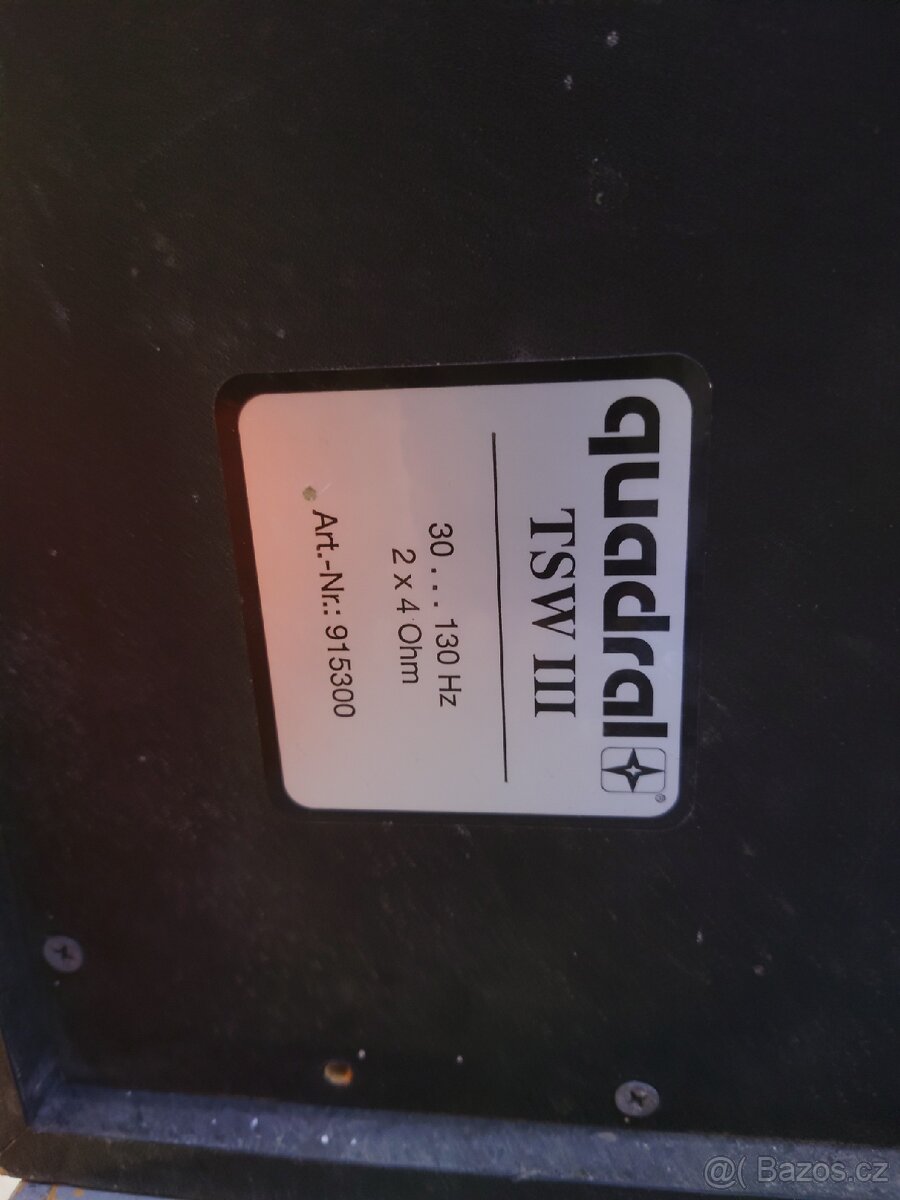 quadral®
TSW III
30 . . . 130 Hz
2 x 4 Ohm
Art.-Nr.: 915300
@( Bazos.cz